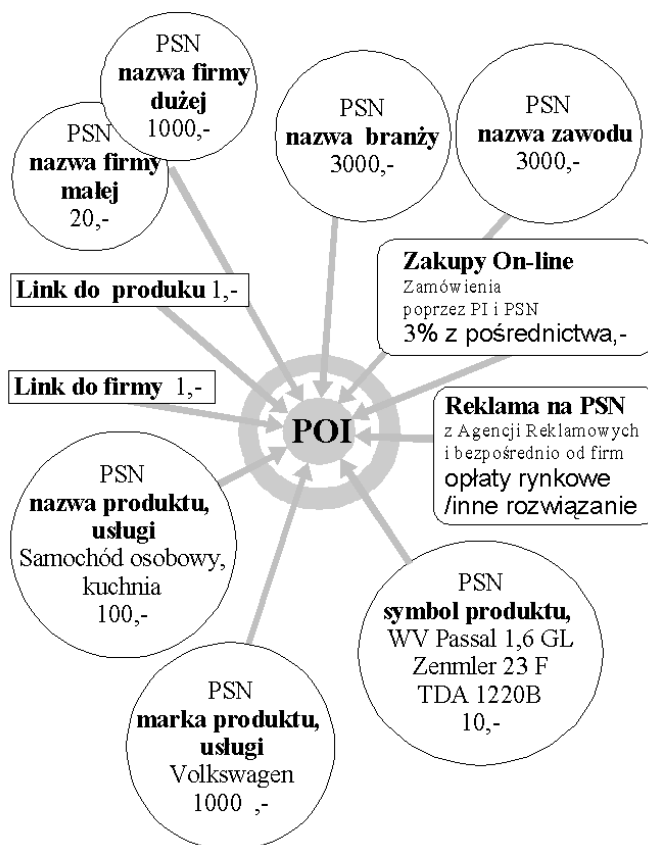 PSN
nazwa firmy
dużej
1000,-
PSN
nazwa firmy
małej
20,-
PSN
nazwa branży
3000,-
PSN
nazwa zawodu
3000,-
Link do produku 1,-
Zakupy On-line
Zamówienia
poprzez PI i PSN
3% z pośrednictwa,-
Link do firmy 1,-
POI
Reklama na PSN
z Agencji Reklamowych
i bezpośrednio od firm
opłaty rynkowe
/inne rozwiązanie
PSN
nazwa produktu,
usługi
Samochód osobowy,
kuchnia
100,-
PSN
symbol produktu,
WV Passal 1,6 GL
Zenmler 23 F
TDA 1220B
10,-
PSN
marka produktu,
usługi
Volkswagen
1000 ,-